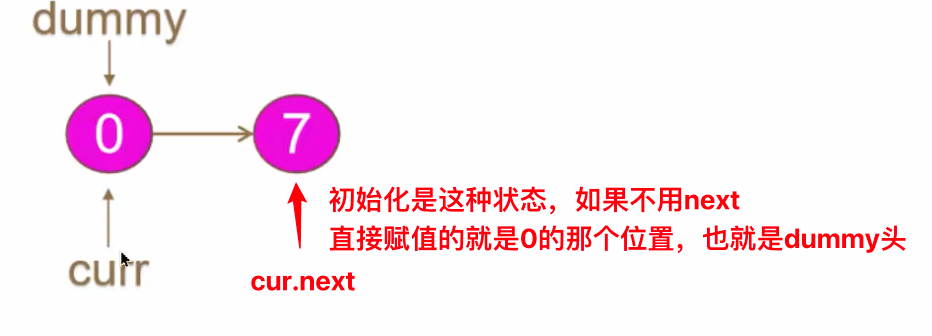 dummy
0
7
初始化是这种状态，如果不用next
直接赋值的就是0的那个位置，也就是dummy头
curr
cur.next